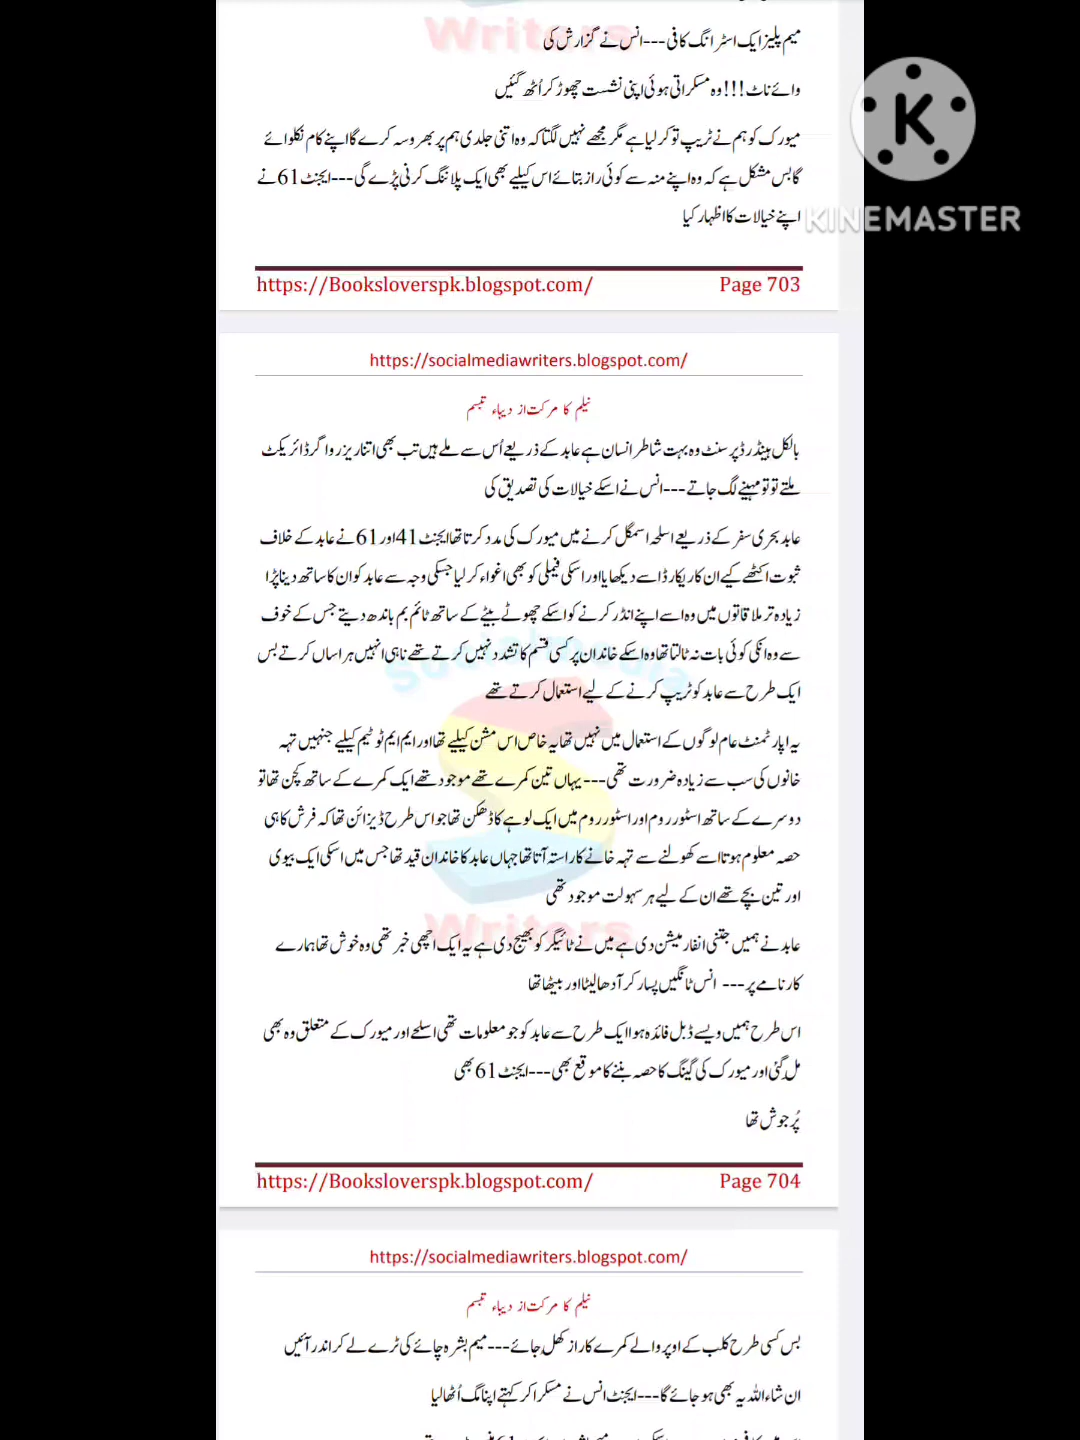 Writers
میم پلیز ایک اسٹرانگ کافی---انس نے گزارش کی
وائے ناٹ!!!وہ مسکراتی ہوئی اپنی نشست چھوڑ کر اُٹھ گئیں
میورک کو ہم نے ٹریپ تو کر لیا ہے مگر مجھے نہیں لگتا کہ وہ اتنی جلدی ہم پر بھروسہ کرے گا اپنے کام نکلوائے
گا بس مشکل ہے کہ وہ اپنے منہ سے کوئی راز بتائے اس کیلیے بھی ایک پلاننگ کرنی پڑے گی---ایجنٹ 61 نے
اپنے خیالات کا اظہار کیا
KINEMASTER
https://Booksloverspk.blogspot.com/ Page 703
https://socialmediawriters.blogspot.com/
نیلم کا مرکت از دیباء تبسم
بالکل ہینڈرڈ پرسنٹ وہ بہت شاطر انسان ہے عابد کے ذریعے اُس سے ملے ہیں تب بھی اتنا ریزرو اگر ڈائریکٹ
ملتے تو تو مہینے لگ جاتے---انس نے اسکے خیالات کی تصدیق کی
عابد بحری سفر کے ذریعے اسلحہ اسمگل کرنے میں میورک کی مدد کرتا تھا ایجنٹ 41 اور 61 نے عابد کے خلاف
ثبوت اکٹھے کیے ان کا ریکارڈ اسے دیکھایا اور اسکی فیملی کو بھی اغواء کر لیا جسکی وجہ سے عابد کو ان کا ساتھ دینا پڑا
زیادہ تر ملاقاتوں میں وہ اسے اپنے انڈر کرنے کو اسکے چھوٹے بیٹے کے ساتھ ٹائم بم باندھ دیتے جس کے خوف
سے وہ انکی کوئی بات نہ ٹالتا تھا وہ اسکے خاندان پر کسی قسم کا تشدد نہیں کرتے تھے ناہی انہیں ہراساں کرتے بس
ایک طرح سے عابد کو ٹریپ کرنے کے لیے استعمال کرتے تھے
یہ اپارٹمنٹ عام لوگوں کے استعمال میں نہیں تھا یہ خاص اس مشن کیلیے تھا اور ایم ایم ٹو ٹیم کیلیے جنہیں تہہ
خانوں کی سب سے زیادہ ضرورت تھی---یہاں تین کمرے تھے موجود تھے ایک کمرے کے ساتھ کچن تھا تو
دوسرے کے ساتھ اسٹور روم اور اسٹور روم میں ایک لوہے کا ڈھکن تھا جو اس طرح ڈیزائن تھا کہ فرش کا ہی
حصہ معلوم ہوتا اسے کھولنے سے تہہ خانے کا راستہ آتا تھا جہاں عابد کا خاندان قید تھا جس میں اسکی ایک بیوی
اور تین بچے تھے ان کے لیے ہر سہولت موجود تھی
عابد نے ہمیں جتنی انفارمیشن دی ہے میں نے ٹائیگر کو بھیج دی ہے یہ ایک اچھی خبر تھی وہ خوش تھا ہمارے
کارنامے پر--- انس ٹانگیں پسار کر آدھا لیٹا اور بیٹھا تھا
اس طرح ہمیں ویسے ڈبل فائدہ ہوا ایک طرح سے عابد کو جو معلومات تھی اسلحے اور میورک کے متعلق وہ بھی
مل گئی اور میورک کی گینگ کا حصہ بننے کا موقع بھی---ایجنٹ 61 بھی
پُرجوش تھا
Social media
Writers
https://Booksloverspk.blogspot.com/ Page 704
https://socialmediawriters.blogspot.com/
نیلم کا مرکت از دیباء تبسم
بس کسی طرح کلب کے اوپر والے کمرے کا راز کھل جائے---میم بشرہ چائے کی ٹرے لے کر اندر آئیں
ان شاء اللہ یہ بھی ہو جائے گا---ایجنٹ انس نے مسکرا کر کہتے اپنا مگ اُٹھا لیا